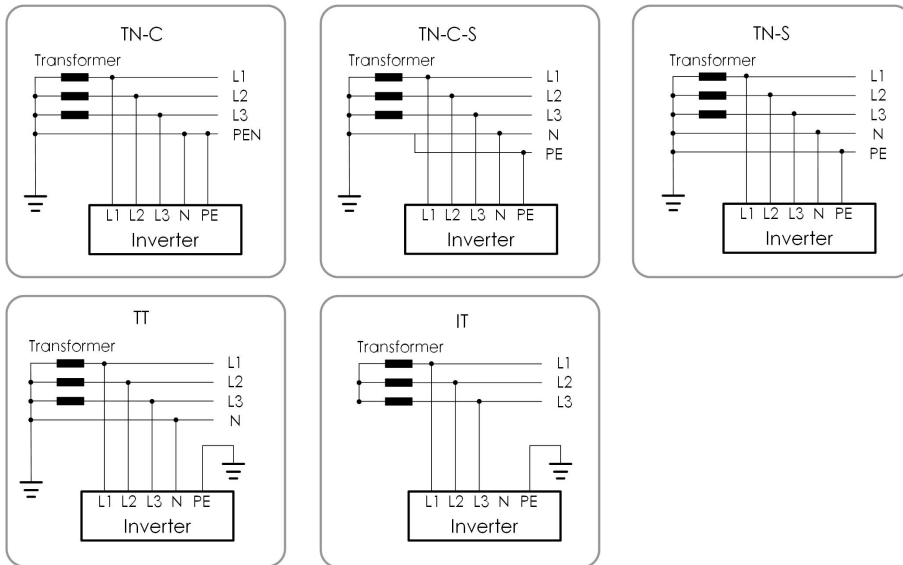 TN-C
Transformer
L1
L2
L3
PEN
L1 L2 L3 N PE
Inverter
TN-C-S
Transformer
L1
L2
L3
N
PE
L1 L2 L3 N PE
Inverter
TN-S
Transformer
L1
L2
L3
N
PE
L1 L2 L3 N PE
Inverter
TT
Transformer
L1
L2
L3
N
L1 L2 L3 N PE
Inverter
IT
Transformer
L1
L2
L3
L1 L2 L3 N PE
Inverter